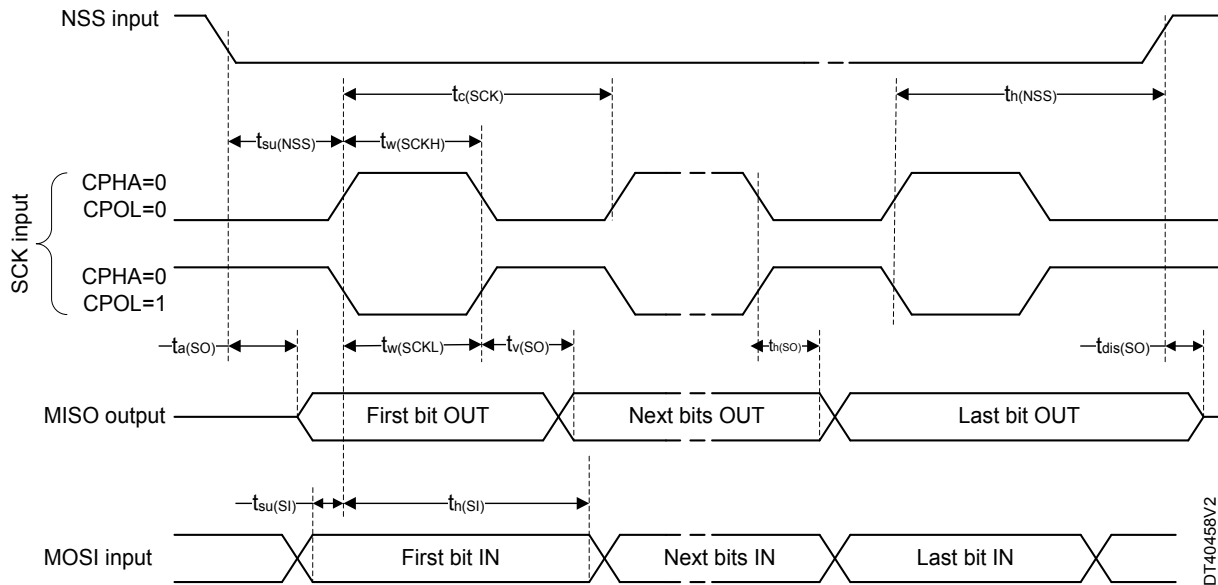 NSS input
tc(SCK)
th(NSS)
tsu(NSS)
tw(SCKH)
SCK input
CPHA=0
CPOL=0
CPHA=0
CPOL=1
ta(SO)
tw(SCKL)
tv(SO)
th(SO)
tdis(SO)
MISO output
First bit OUT
Next bits OUT
Last bit OUT
tsu(SI)
th(SI)
MOSI input
First bit IN
Next bits IN
Last bit IN
DT40458V2